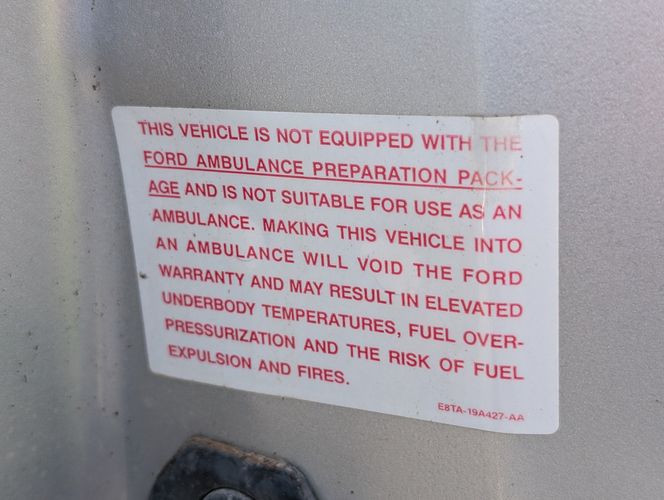 THIS VEHICLE IS NOT EQUIPPED WITH THE
FORD AMBULANCE PREPARATION PACK-
AGE AND IS NOT SUITABLE FOR USE AS AN
AMBULANCE. MAKING THIS VEHICLE INTO
AN AMBULANCE WILL VOID THE FORD
WARRANTY AND MAY RESULT IN ELEVATED
UNDERBODY TEMPERATURES, FUEL OVER-
PRESSURIZATION AND THE RISK OF FUEL
EXPULSION AND FIRES.
E8TA-19A427-AA